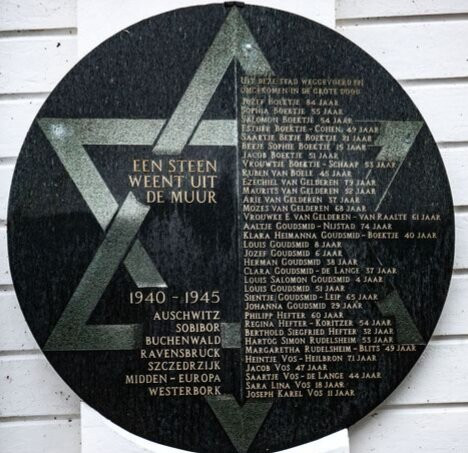 EEN STEEN
WEENT UIT
DE MUUR
1940 - 1945
AUSCHWITZ
SOBIBOR
BUCHENWALD
RAVENSBRUCK
SZCZEDRZIJK
MIDDEN - EUROPA
WESTERBORK
UIT DEZE STAD WEGGEVOERD EN
OMGEKOMEN IN DE GROTE DOOD
JOZEF BOEKTJE 84 JAAR
SOPHIA BOEKTJE 55 JAAR
SALOMON BOEKTJE 54 JAAR
ESTHER BOEKTJE - COHEN 49 JAAR
SAARTJE BETJE BOEKTJE 21 JAAR
BETJE SOPHIE BOEKTJE 15 JAAR
JACOB BOEKTJE 51 JAAR
VROUWTJE BOEKTJE - SCHAAP 53 JAAR
RUBEN VAN BOELE 45 JAAR
EZECHIEL VAN GELDEREN 79 JAAR
MAURITS VAN GELDEREN 52 JAAR
ARIE VAN GELDEREN 37 JAAR
MOZES VAN GELDEREN 68 JAAR
VROUWKE E. VAN GELDEREN - VAN RAALTE 61 JAAR
AALTJE GOUDSMID - NIJSTAD 74 JAAR
KLARA HEIMANNA GOUDSMID - BOEKTJE 40 JAAR
LOUIS GOUDSMID 8 JAAR
JOZEF GOUDSMID 6 JAAR
HERMAN GOUDSMID 38 JAAR
CLARA GOUDSMID - DE LANGE 37 JAAR
LOUIS SALOMON GOUDSMID 4 JAAR
LOUIS GOUDSMID 51 JAAR
SIENTJE GOUDSMID - LEIP 65 JAAR
JOHANNA GOUDSMID 29 JAAR
PHILIPP HEFTER 60 JAAR
REGINA HEFTER - KORITZER 54 JAAR
BERTHOLD SIEGFRIED HEFTER 32 JAAR
HARTOG SIMON RUDELSHEIM 53 JAAR
MARGARETHA RUDELSHEIM - BLITS 49 JAAR
HEINTJE VOS - HEILBRON 71 JAAR
JACOB VOS 47 JAAR
SAARTJE VOS - DE LANGE 44 JAAR
SARA LINA VOS 18 JAAR
JOSEPH KAREL VOS 11 JAAR